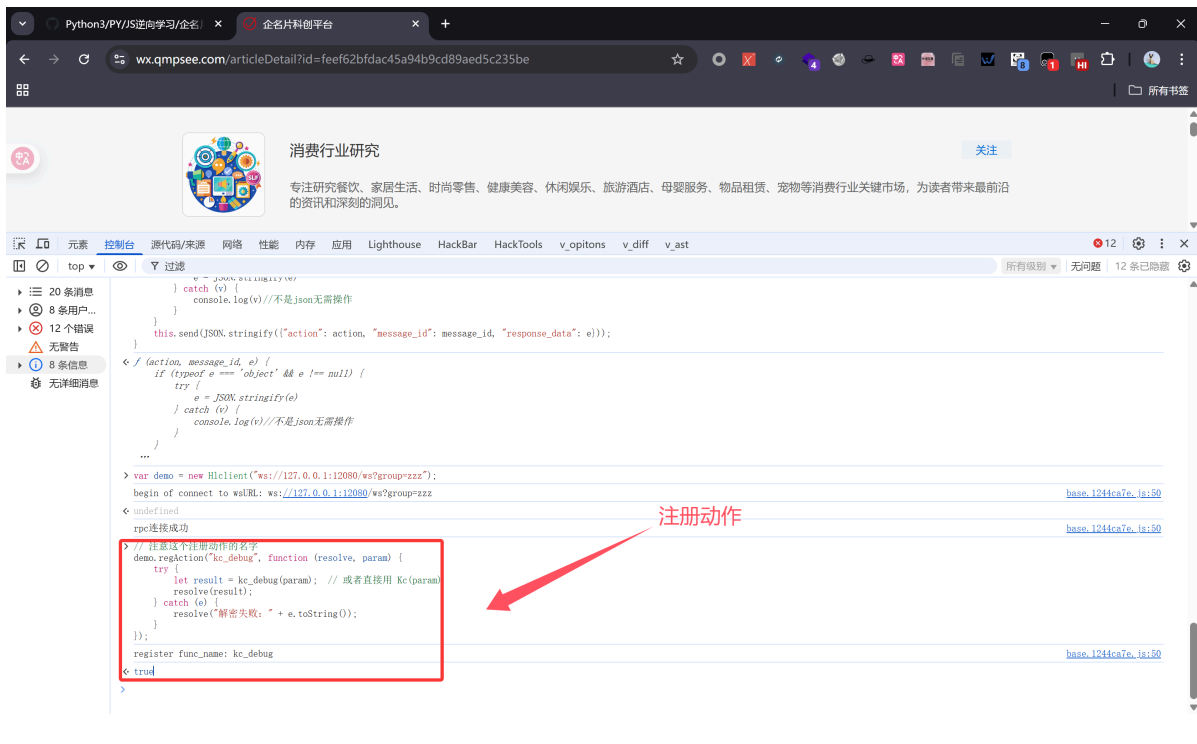 Python3/PY/JS逆向学习/企名
企名片科创平台
wx.qmpsee.com/articleDetail?id=feef62bfdac45a94b9cd89aed5c235be
4
8
1
HI
所有书签
消费行业研究
关注
专注研究餐饮、家居生活、时尚零售、健康美容、休闲娱乐、旅游酒店、母婴服务、物品租赁、宠物等消费行业关键市场，为读者带来最前沿
的资讯和深刻的洞见。
元素 控制台 源代码/来源 网络 性能 内存 应用 Lighthouse HackBar HackTools v_opitons v_diff v_ast 12
top 过滤 所有级别 无问题 12 条已隐藏
20 条消息
8 条用户...
12 个错误
无警告
8 条信息
无详细消息
e = JSON.stringify(e)
} catch (v) {
console.log(v)//不是json无需操作
}
}
this.send(JSON.stringify({"action": action, "message_id": message_id, "response_data": e}));
}
ƒ (action, message_id, e) {
if (typeof e === 'object' && e !== null) {
try {
e = JSON.stringify(e)
} catch (v) {
console.log(v)//不是json无需操作
}
}
...
> var demo = new Hlclient("ws://127.0.0.1:12080/ws?group=zzz");
begin of connect to wsURL: ws://127.0.0.1:12080/ws?group=zzz base.1244ca7e.js:50
undefined
rpc连接成功 base.1244ca7e.js:50
注册动作
> // 注意这个注册动作的名字
demo.regAction("kc_debug", function (resolve, param) {
try {
let result = kc_debug(param); // 或者直接用 Kc(param)
resolve(result);
} catch (e) {
resolve("解密失败: " + e.toString());
}
});
register func_name: kc_debug base.1244ca7e.js:50
true
>